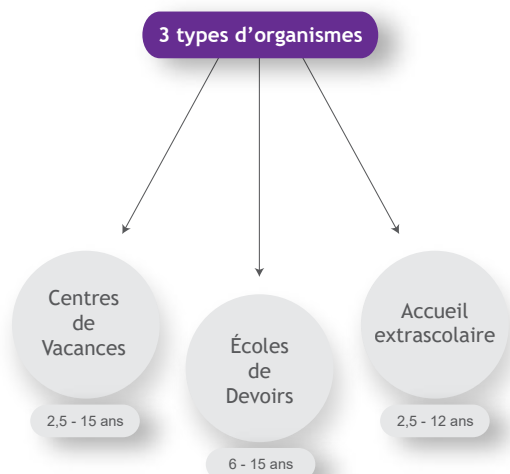 3 types d’organismes
Centres
de
Vacances
2,5 - 15 ans
École​s
de
Devoirs
6 - 15 ans
Accueil
extrascolaire
2,5 - 12 ans